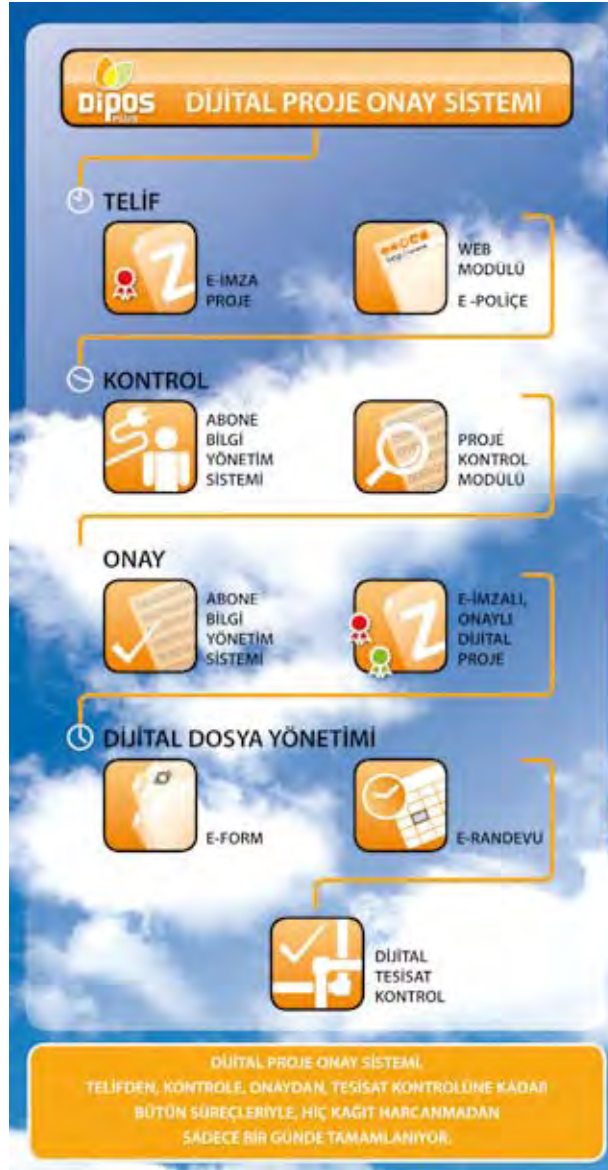 DiPOS
PLUS
DİJİTAL PROJE ONAY SİSTEMİ
TELİF
E-İMZA
PROJE
WEB
MODÜLÜ
E -POLİÇE
KONTROL
ABONE
BİLGİ
YÖNETİM
SİSTEMİ
PROJE
KONTROL
MODÜLÜ
ONAY
ABONE
BİLGİ
YÖNETİM
SİSTEMİ
E-İMZALI,
ONAYLI
DİJİTAL
PROJE
DİJİTAL DOSYA YÖNETİMİ
E-FORM
E-RANDEVU
DİJİTAL
TESİSAT
KONTROL
DİJİTAL PROJE ONAY SİSTEMİ,
TELİFDEN, KONTROLE, ONAYDAN, TESİSAT KONTROLÜNE KADAR
BÜTÜN SÜREÇLERİYLE, HİÇ KAĞIT HARCANMADAN
SADECE BİR GÜNDE TAMAMLANIYOR.